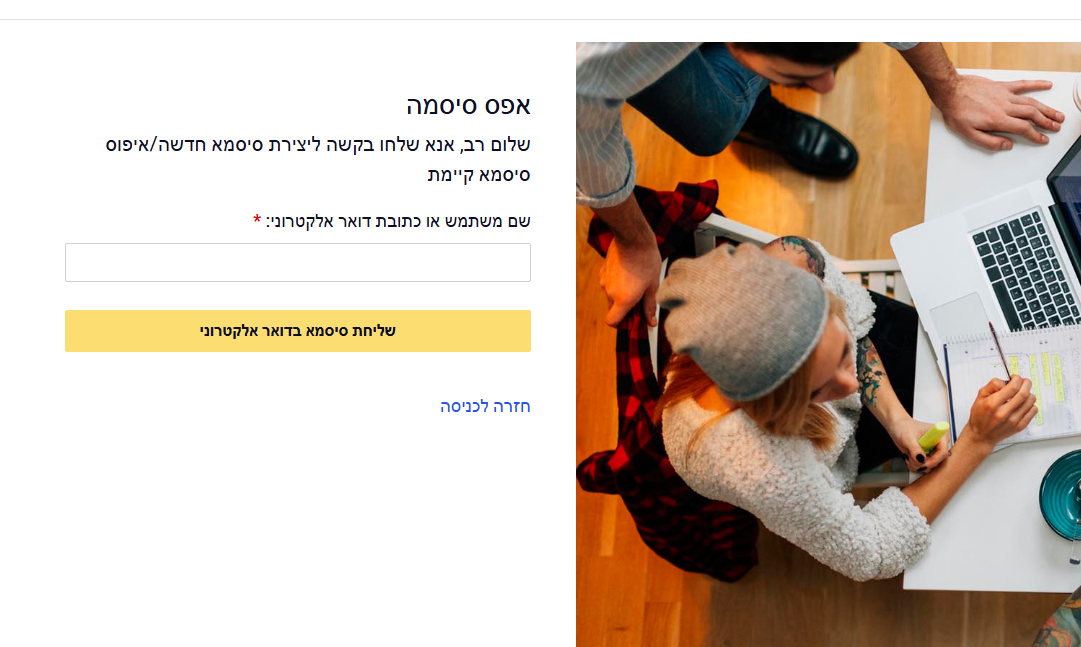 אפס סיסמה
שלום רב, אנא שלחו בקשה ליצירת סיסמא חדשה/איפוס
סיסמא קיימת
שם משתמש או כתובת דואר אלקטרוני: *
שליחת סיסמא בדואר אלקטרוני
חזרה לכניסה